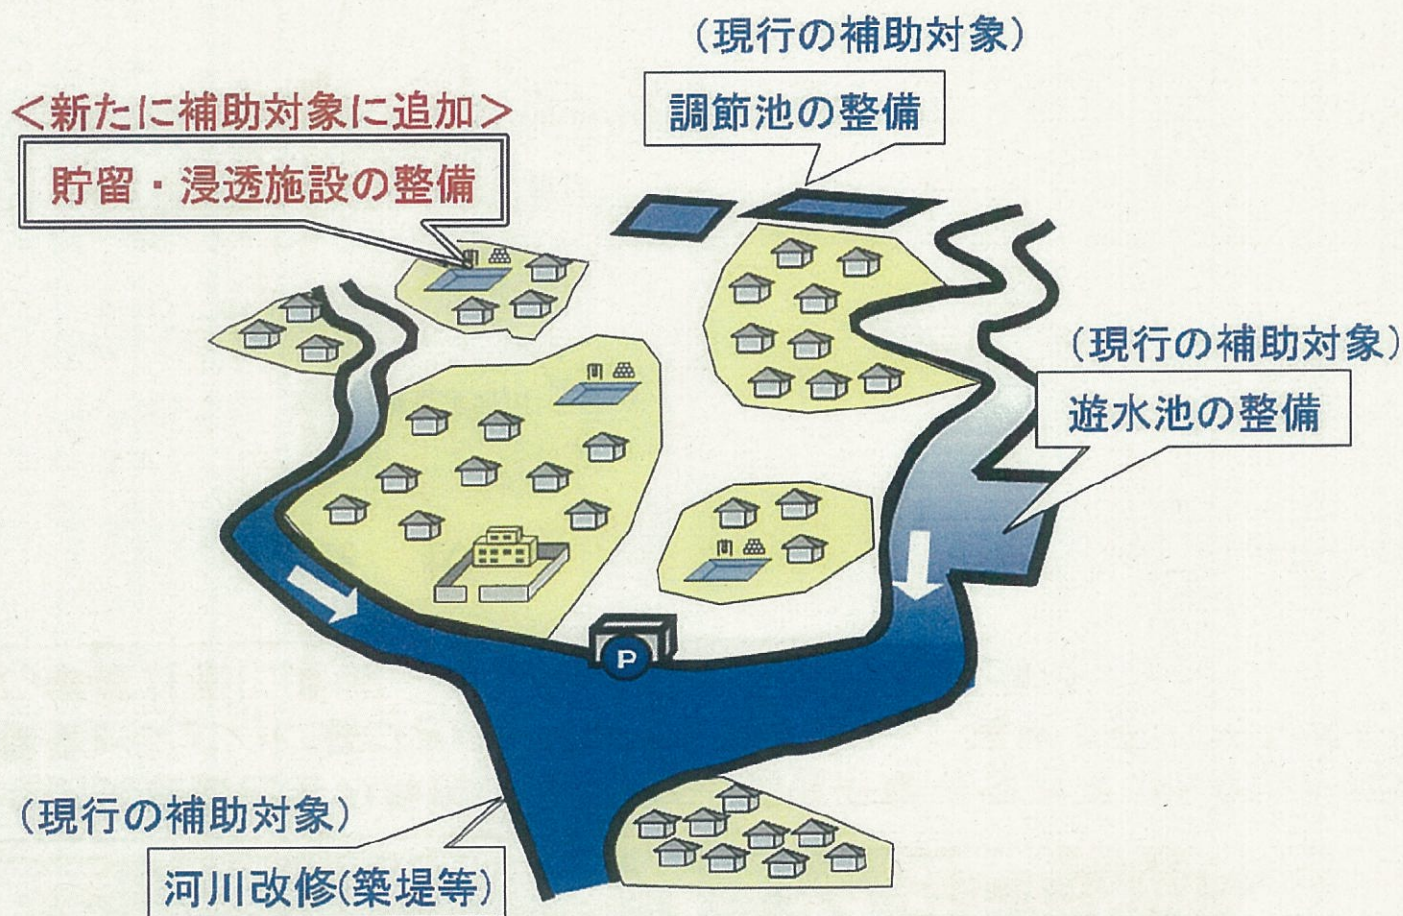 (現行の補助対象)
調節池の整備
<新たに補助対象に追加>
貯留・浸透施設の整備
(現行の補助対象)
遊水池の整備
P
(現行の補助対象)
河川改修(築堤等)